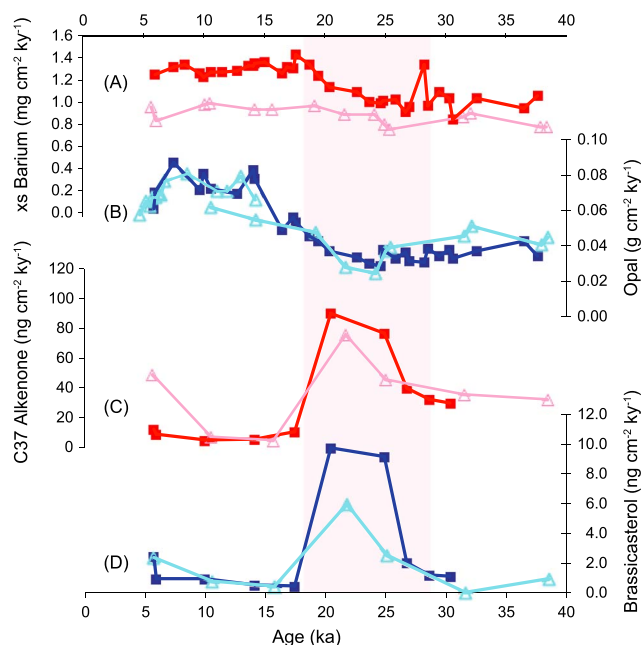 0 5 10 15 20 25 30 35 40
1.6
1.4
1.2
1.0
0.8
0.6
0.4
0.2
0.0
xs Barium (mg cm⁻² ky⁻¹)
(A)
0.10
0.08
0.06
0.04
0.02
0.00
Opal (g cm⁻² ky⁻¹)
(B)
120
100
80
60
40
20
0
C37 Alkenone (ng cm⁻² ky⁻¹)
(C)
12.0
10.0
8.0
6.0
4.0
2.0
0.0
Brassicasterol (ng cm⁻² ky⁻¹)
(D)
0 5 10 15 20 25 30 35 40
Age (ka)